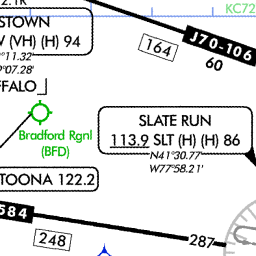 KC72
STOWN
(VH) (H) 94
°11.32'
°07.28'
J70-106
164
60
FALO
Bradford Rgnl
(BFD)
SLATE RUN
113.9 SLT (H) (H) 86
N41°30.77'
W77°58.21'
TOONA 122.2
584
248
287